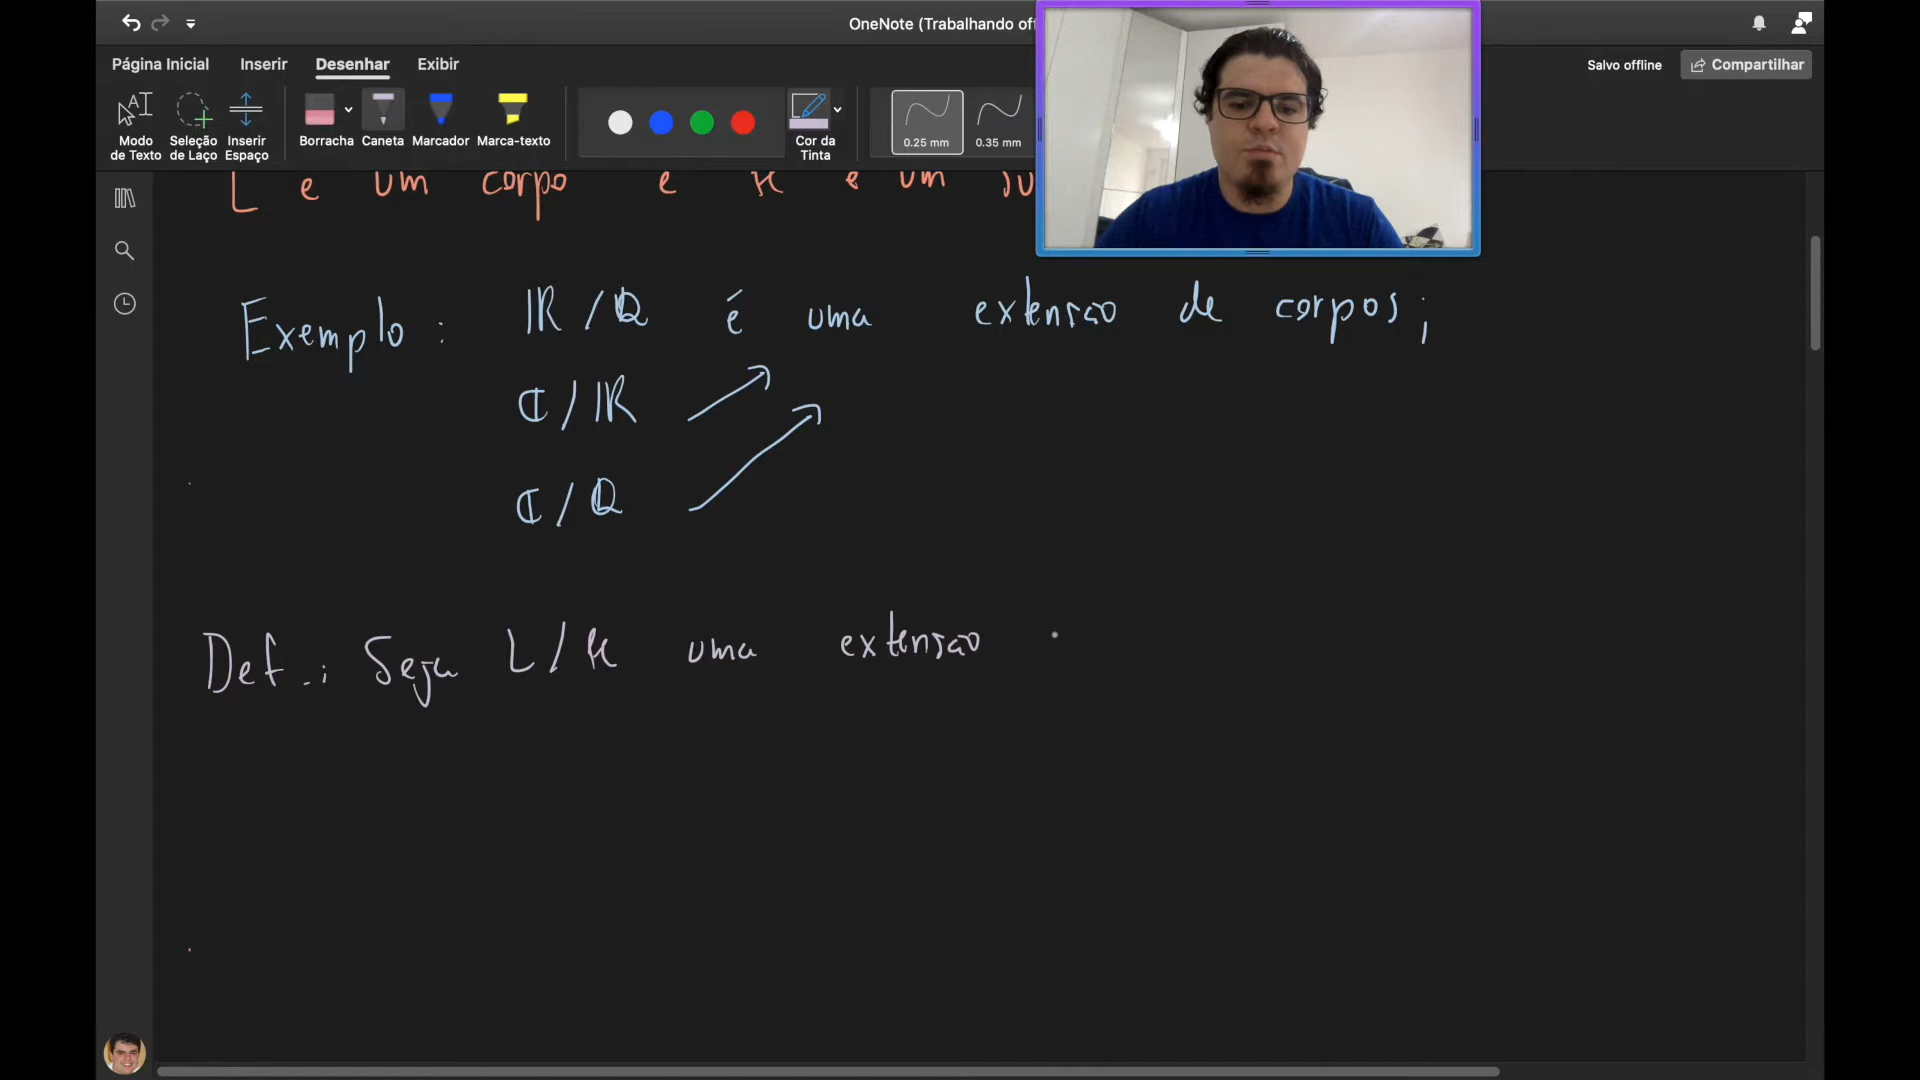 OneNote (Trabalhando off
Salvo offline
Compartilhar
Página Inicial Inserir Desenhar Exibir
Modo de Texto
Seleção de Laço
Inserir Espaço
Borracha
Caneta
Marcador
Marca-texto
Cor da Tinta
0.25 mm
0.35 mm
L é um corpo e K é um su
Exemplo: ℝ/ℚ é uma extensão de corpos;
ℂ/ℝ
ℂ/ℚ
Def.: Seja L/K uma extensão